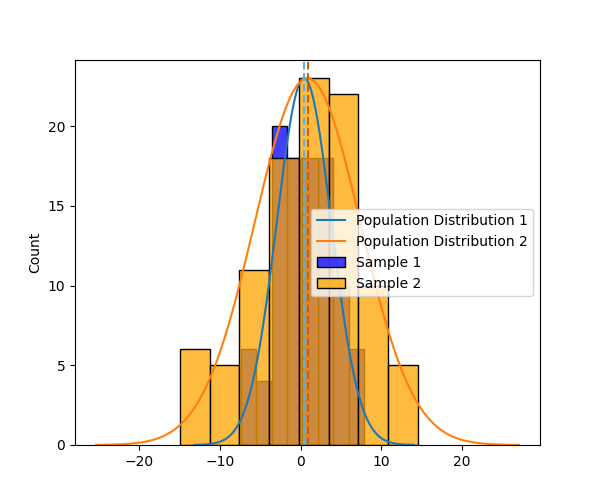 Count
20
15
10
5
0
−20
−10
0
10
20
Population Distribution 1
Population Distribution 2
Sample 1
Sample 2